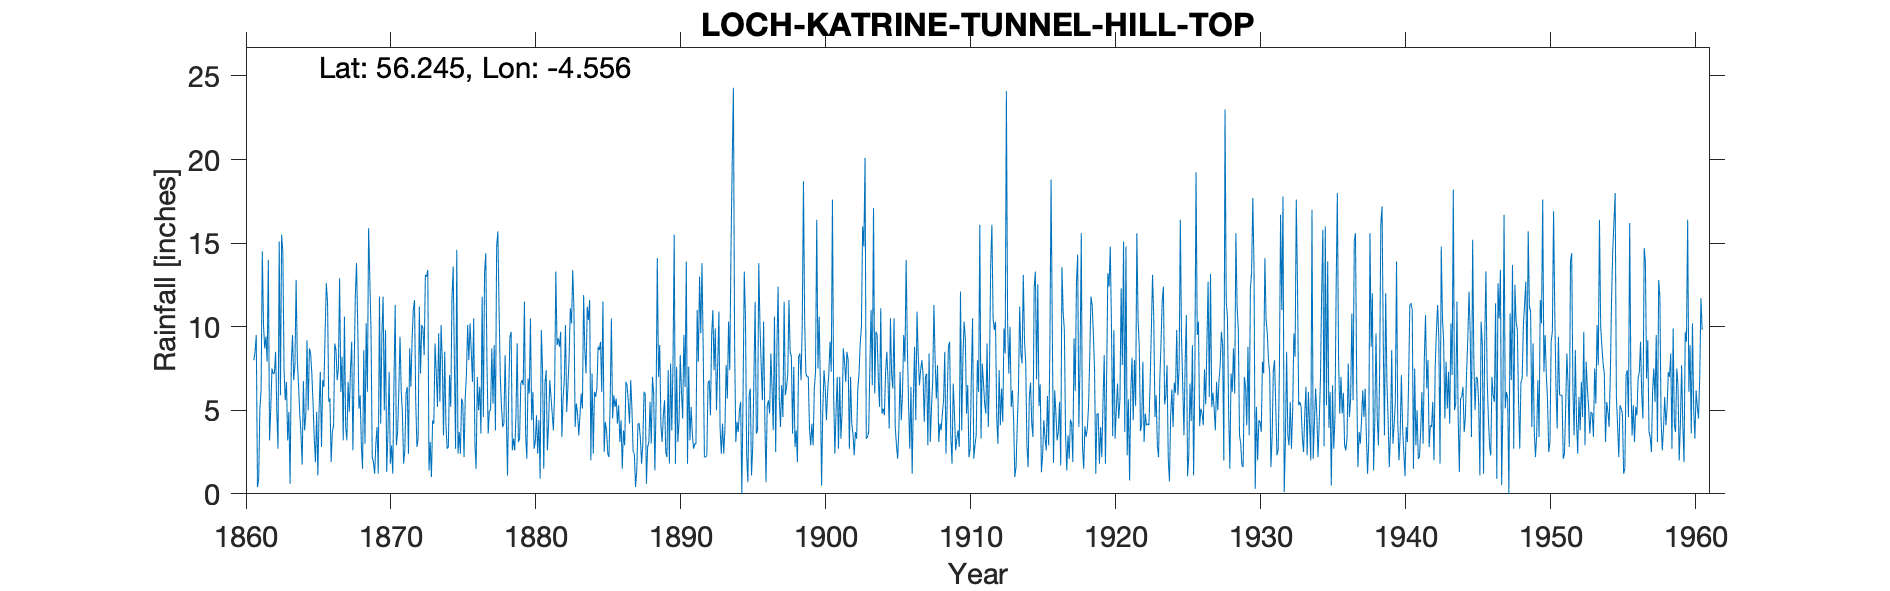 LOCH-KATRINE-TUNNEL-HILL-TOP
Lat: 56.245, Lon: -4.556
25
20
15
10
5
0
Rainfall [inches]
1860 1870 1880 1890 1900 1910 1920 1930 1940 1950 1960
Year